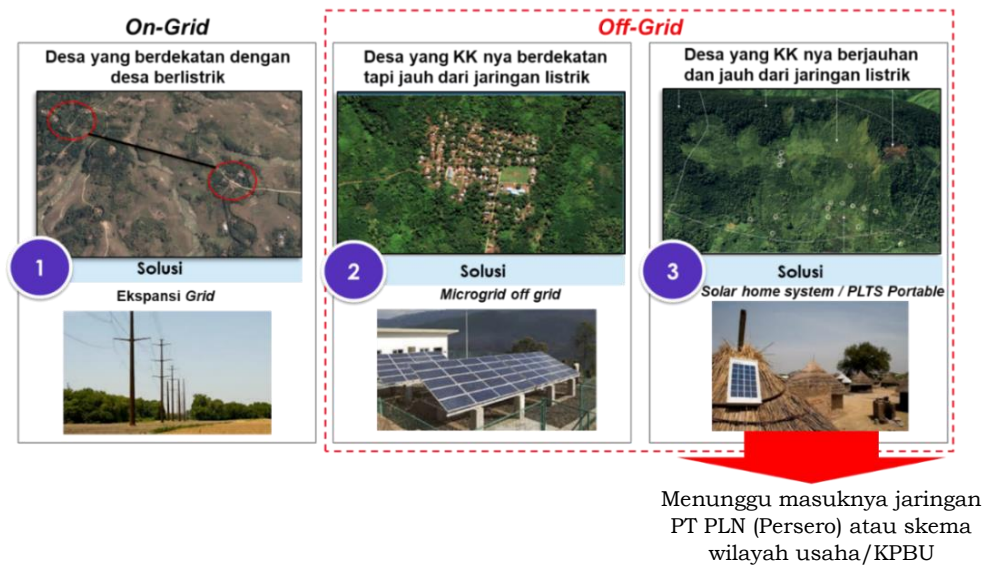 On-Grid
Off-Grid
Desa yang berdekatan dengan
desa berlistrik
Desa yang KK nya berdekatan
tapi jauh dari jaringan listrik
Desa yang KK nya berjauhan
dan jauh dari jaringan listrik
1
Solusi
2
Solusi
3
Solusi
Ekspansi Grid
Microgrid off grid
Solar home system / PLTS Portable
Menunggu masuknya jaringan
PT PLN (Persero) atau skema
wilayah usaha/KPBU